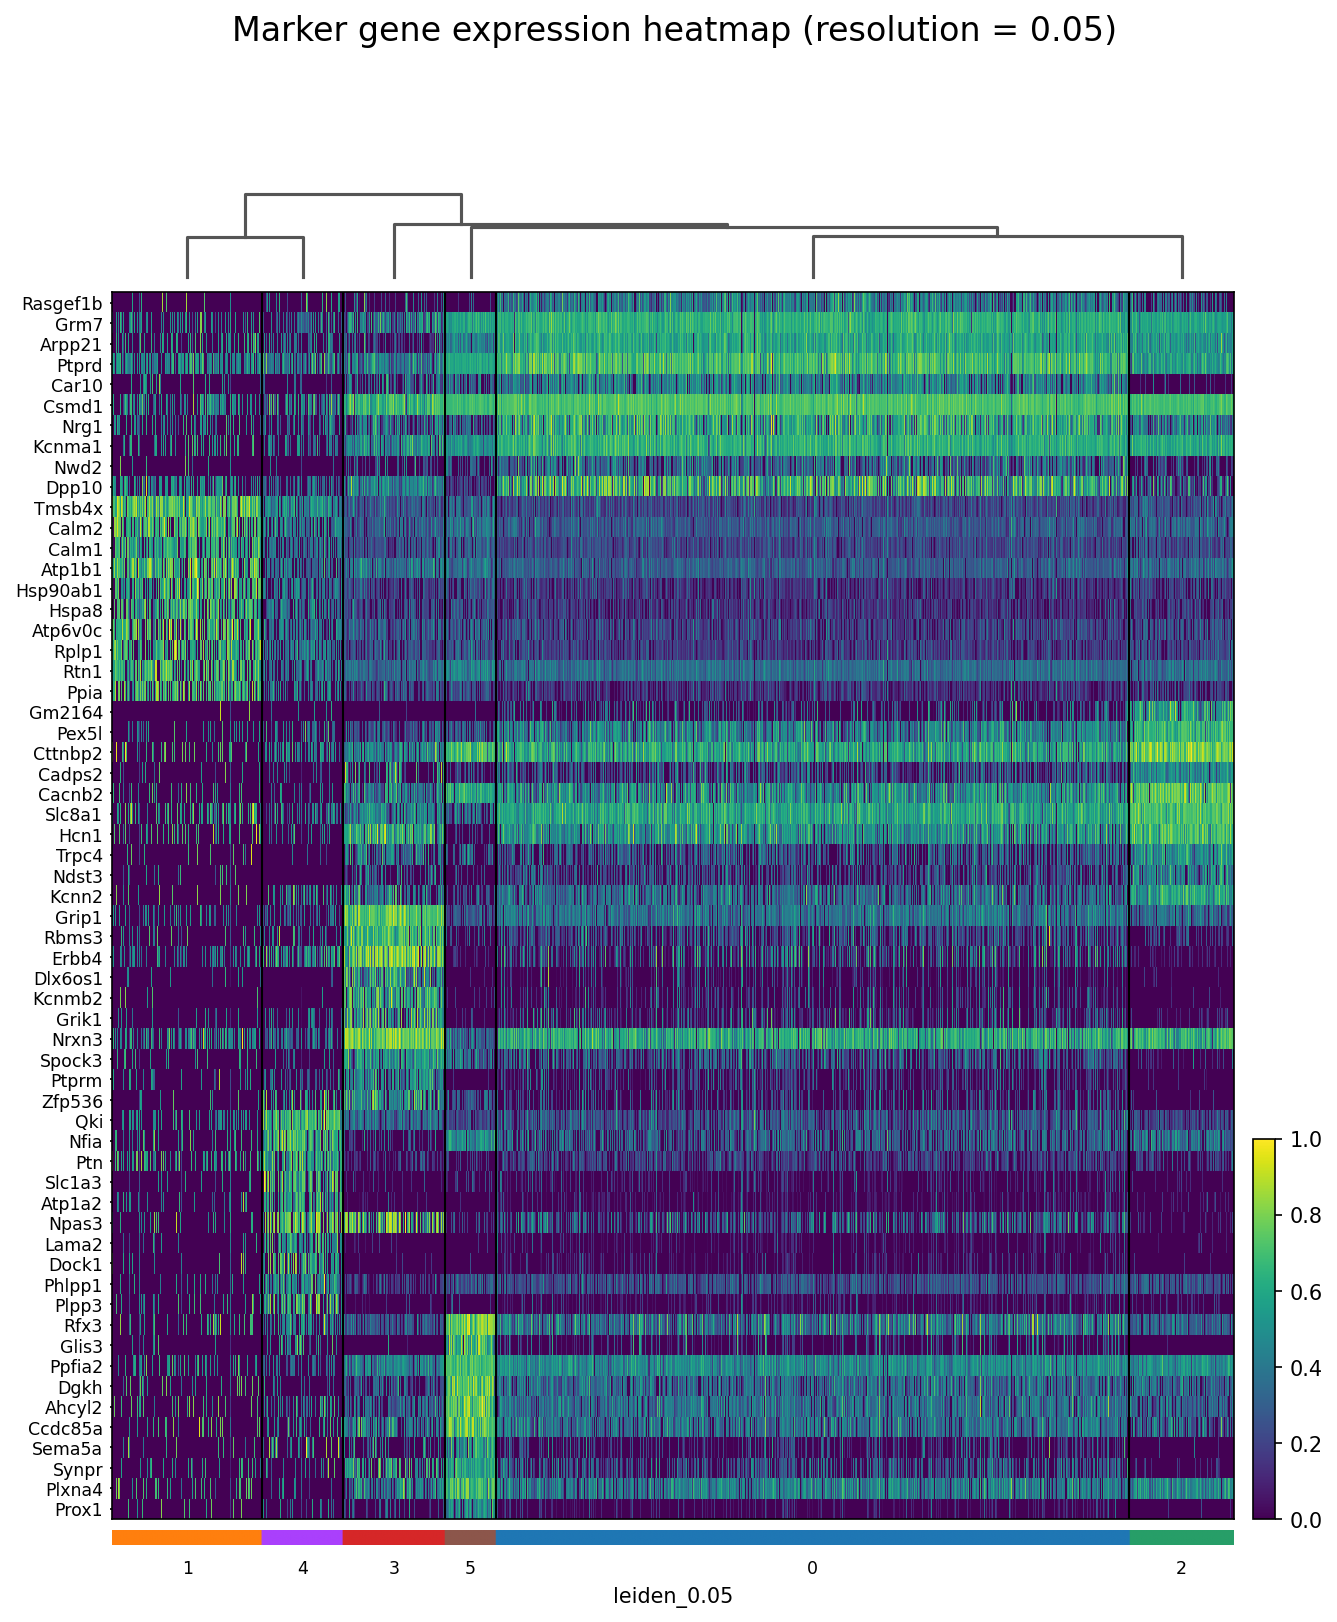 Marker gene expression heatmap (resolution = 0.05)
Rasgef1b
Grm7
Arpp21
Ptprd
Car10
Csmd1
Nrg1
Kcnma1
Nwd2
Dpp10
Tmsb4x
Calm2
Calm1
Atp1b1
Hsp90ab1
Hspa8
Atp6v0c
Rplp1
Rtn1
Ppia
Gm2164
Pex5l
Cttnbp2
Cadps2
Cacnb2
Slc8a1
Hcn1
Trpc4
Ndst3
Kcnn2
Grip1
Rbms3
Erbb4
Dlx6os1
Kcnmb2
Grik1
Nrxn3
Spock3
Ptprm
Zfp536
Qki
Nfia
Ptn
Slc1a3
Atp1a2
Npas3
Lama2
Dock1
Phlpp1
Plpp3
Rfx3
Glis3
Ppfia2
Dgkh
Ahcyl2
Ccdc85a
Sema5a
Synpr
Plxna4
Prox1
1.0
0.8
0.6
0.4
0.2
0.0
1 4 3 5 0 2
leiden_0.05